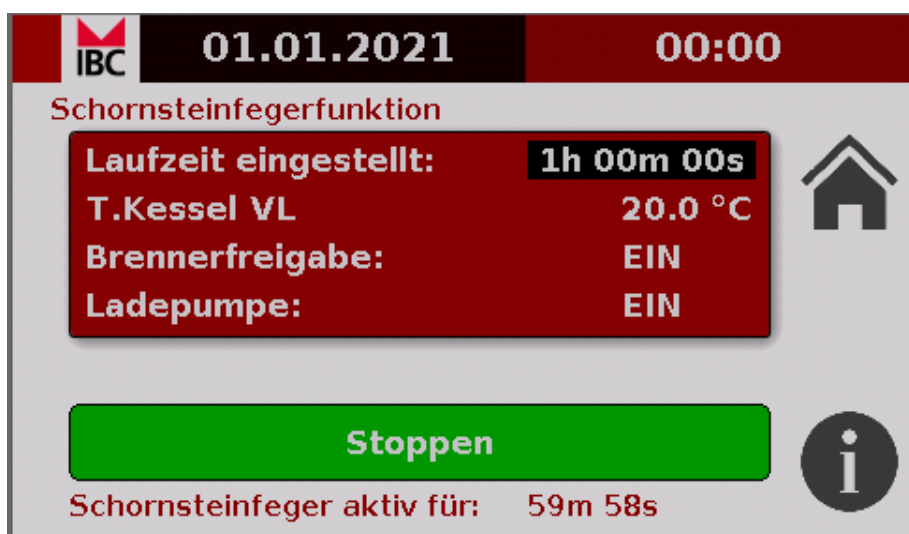 IBC 01.01.2021 00:00
Schornsteinfegerfunktion
Laufzeit eingestellt: 1h 00m 00s
T.Kessel VL 20.0 °C
Brennerfreigabe: EIN
Ladepumpe: EIN
Stoppen
i
Schornsteinfeger aktiv für: 59m 58s